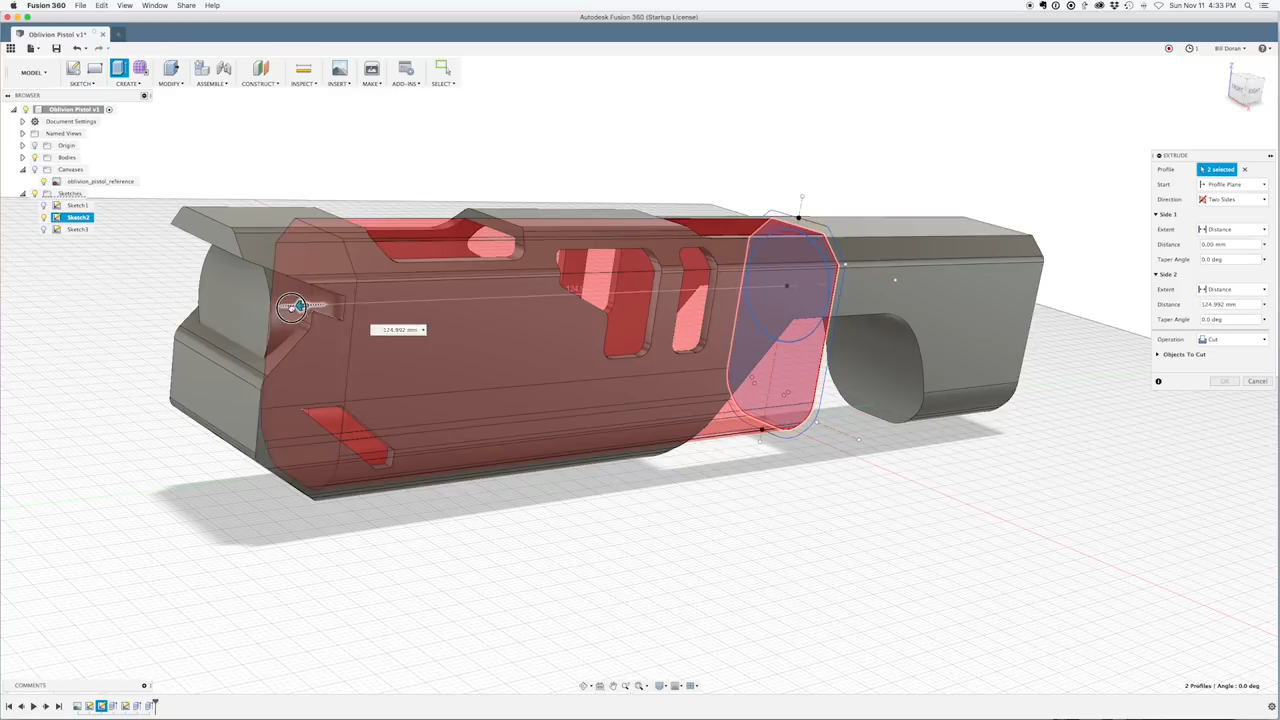 Fusion 360 File Edit View Window Share Help
Sun Nov 11 4:33 PM
Autodesk Fusion 360 (Startup License)
Oblivion Pistol v1*
1 Bill Doran
MODEL
SKETCH CREATE MODIFY ASSEMBLE CONSTRUCT INSPECT INSERT MAKE ADD-INS SELECT
BROWSER
Oblivion Pistol v1
Document Settings
Named Views
Origin
Bodies
Canvases
oblivion_pistol_reference
Sketches
Sketch1
Sketch2
Sketch3
Z
FRONT RIGHT
X
EXTRUDE
Profile 2 selected
Start Profile Plane
Direction Two Sides
Side 1
Extent Distance
Distance 0.00 mm
Taper Angle 0.0 deg
Side 2
Extent Distance
Distance 124.992 mm
Taper Angle 0.0 deg
Operation Cut
Objects To Cut
OK Cancel
124.992 mm
COMMENTS
2 Profiles | Angle : 0.0 deg